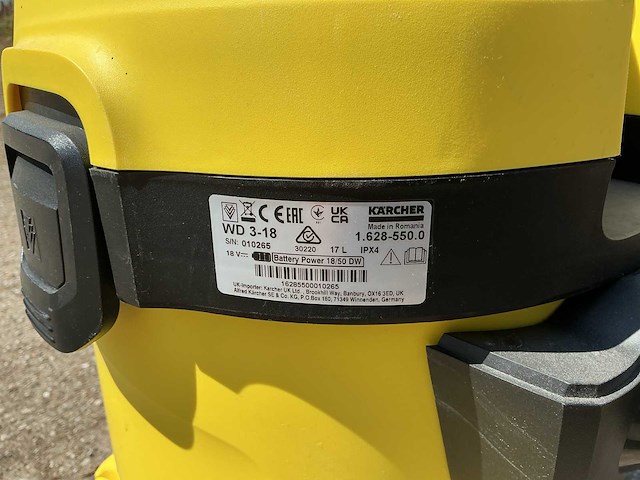 CE EAC UK CA KÄRCHER
Made in Romania
WD 3-18 1.628-550.0
S/N: 010265 30220 17 L IPX4
18 V Battery Power 18/50 DW
16285500010265
UK-Importer: Kärcher UK Ltd., Brookhill Way, Banbury, OX16 3ED, UK
Alfred Kärcher SE & Co. KG, P.O.Box 160, 71349 Winnenden, Germany